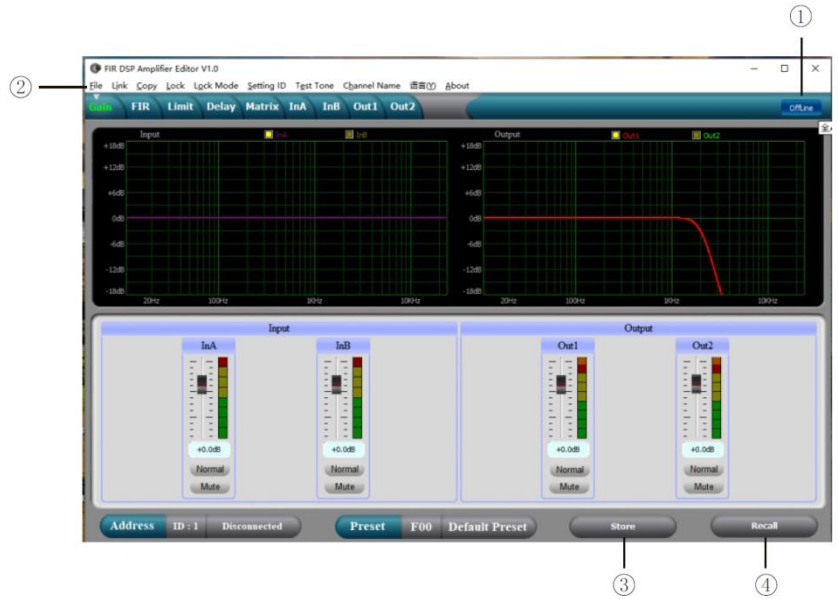 ①
FIR DSP Amplifier Editor V1.0
②
File Link Copy Lock Lock Mode Setting ID Test Tone Channel Name 语言(Y) About
Gain FIR Limit Delay Matrix InA InB Out1 Out2 OffLine
全
Input InA InB Output Out1 Out2
+18dB +18dB
+12dB +12dB
+6dB +6dB
0dB 0dB
-6dB -6dB
-12dB -12dB
-18dB -18dB
20Hz 100Hz 1KHz 10KHz 20Hz 100Hz 1KHz 10KHz
Input Output
InA InB Out1 Out2
+0.0dB +0.0dB +0.0dB +0.0dB
Normal Normal Normal Normal
Mute Mute Mute Mute
Address ID : 1 Disconnected Preset F00 Default Preset Store Recall
③ ④